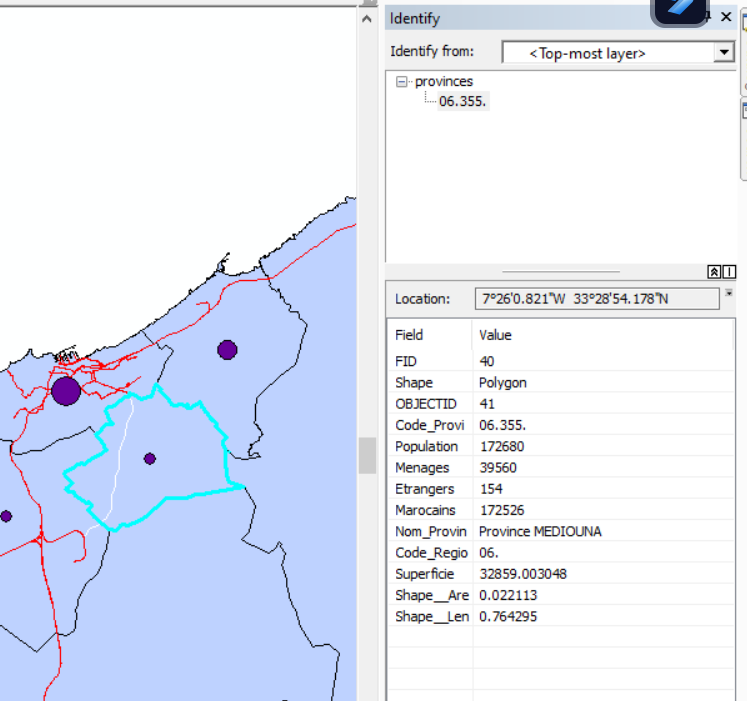 Identify
Identify from: <Top-most layer>
provinces
06.355.
Location: 7°26'0.821"W 33°28'54.178"N
Field Value
FID 40
Shape Polygon
OBJECTID 41
Code_Provi 06.355.
Population 172680
Menages 39560
Etrangers 154
Marocains 172526
Nom_Provin Province MEDIOUNA
Code_Regio 06.
Superficie 32859.003048
Shape__Are 0.022113
Shape__Len 0.764295